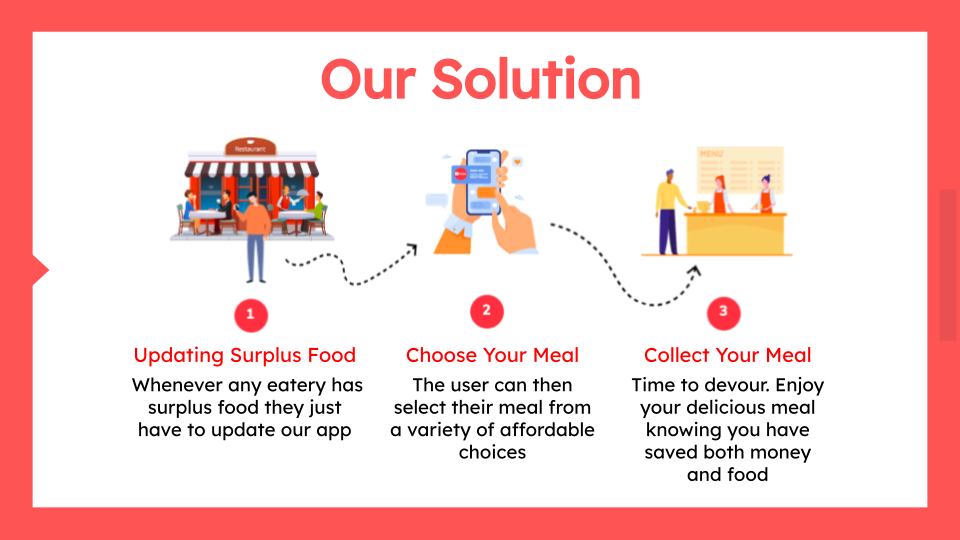 Our Solution
Restaurant
MENU
1
2
3
Updating Surplus Food
Whenever any eatery has
surplus food they just
have to update our app
Choose Your Meal
The user can then
select their meal from
a variety of affordable
choices
Collect Your Meal
Time to devour. Enjoy
your delicious meal
knowing you have
saved both money
and food